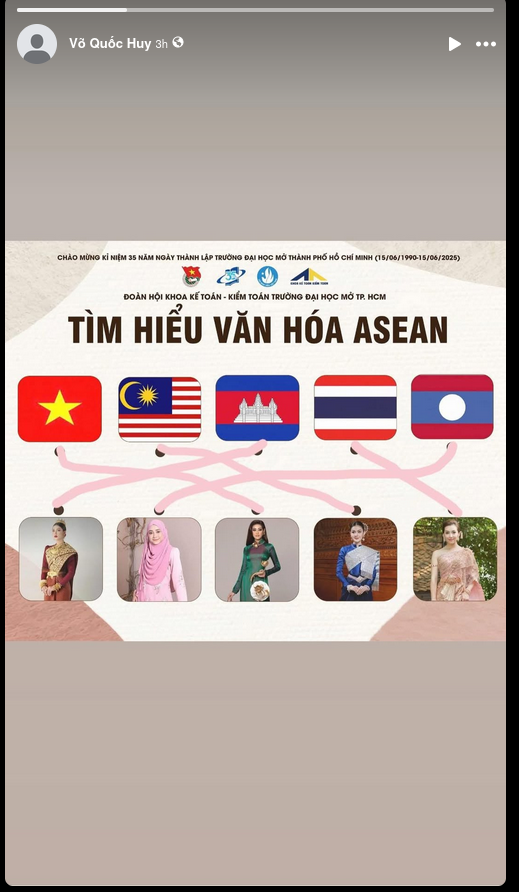 Võ Quốc Huy 3h
CHÀO MỪNG KỈ NIỆM 35 NĂM NGÀY THÀNH LẬP TRƯỜNG ĐẠI HỌC MỞ THÀNH PHỐ HỒ CHÍ MINH (15/06/1990-15/06/2025)
35
ĐOÀN HỘI KHOA KẾ TOÁN - KIỂM TOÁN TRƯỜNG ĐẠI HỌC MỞ TP. HCM
TÌM HIỂU VĂN HÓA ASEAN